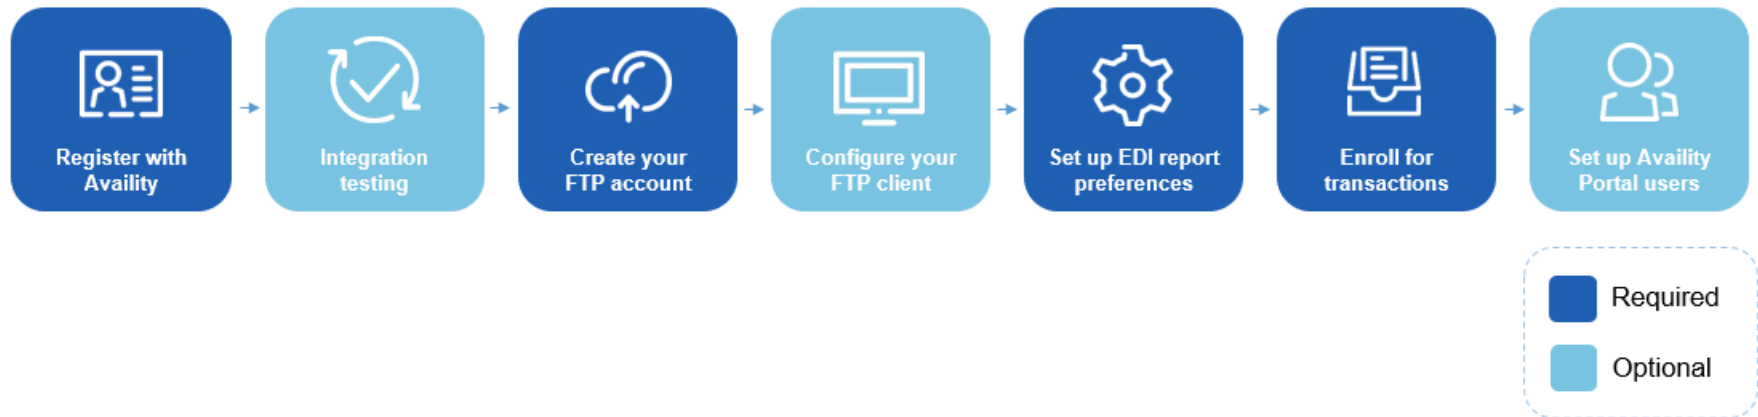 Register with
Availity
Integration
testing
Create your
FTP account
Configure your
FTP client
Set up EDI report
preferences
Enroll for
transactions
Set up Availity
Portal users
Required
Optional